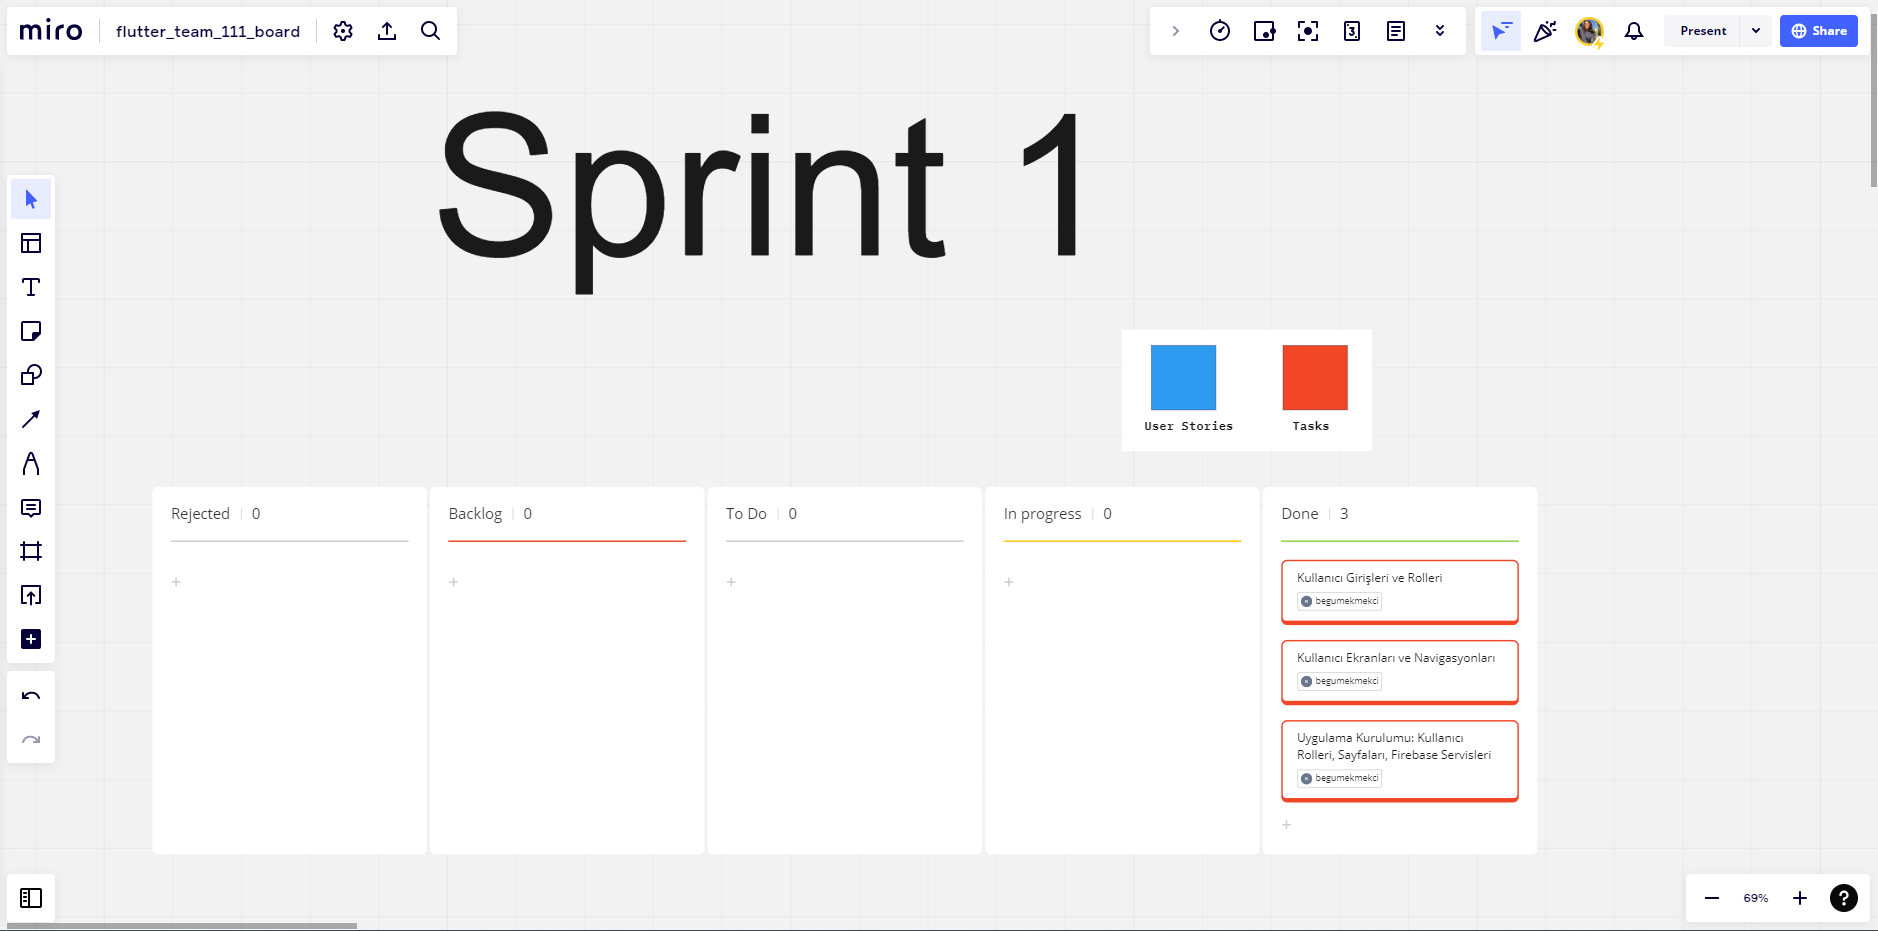 miro
flutter_team_111_board
Present
Share
Sprint 1
User Stories
Tasks
Rejected 0
Backlog 0
To Do 0
In progress 0
Done 3
Kullanıcı Girişleri ve Rolleri
begumekmekci
Kullanıcı Ekranları ve Navigasyonları
begumekmekci
Uygulama Kurulumu: Kullanıcı
Rolleri, Sayfaları, Firebase Servisleri
begumekmekci
69%